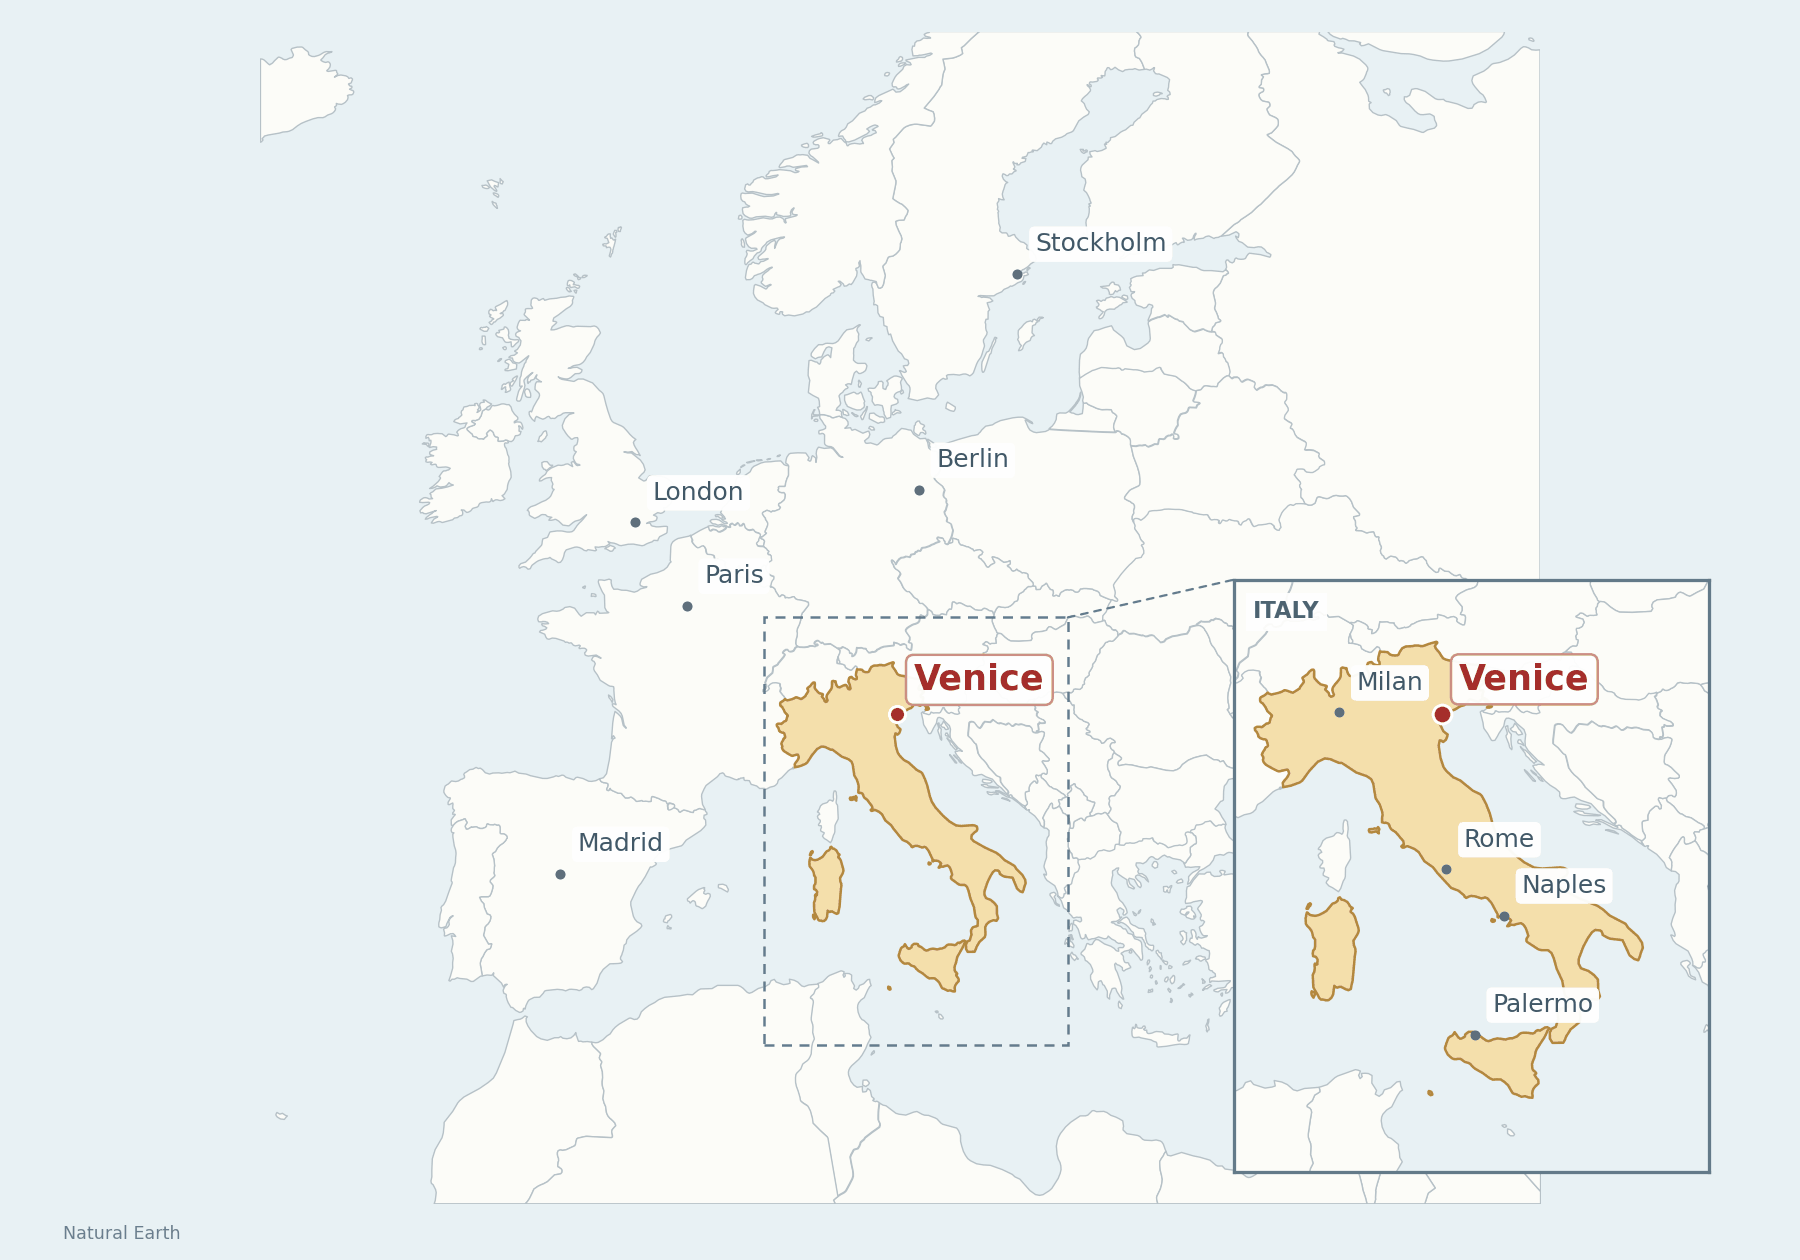 Stockholm
Berlin
London
Paris
ITALY
Venice
Venice
Milan
Madrid
Rome
Naples
Palermo
Natural Earth